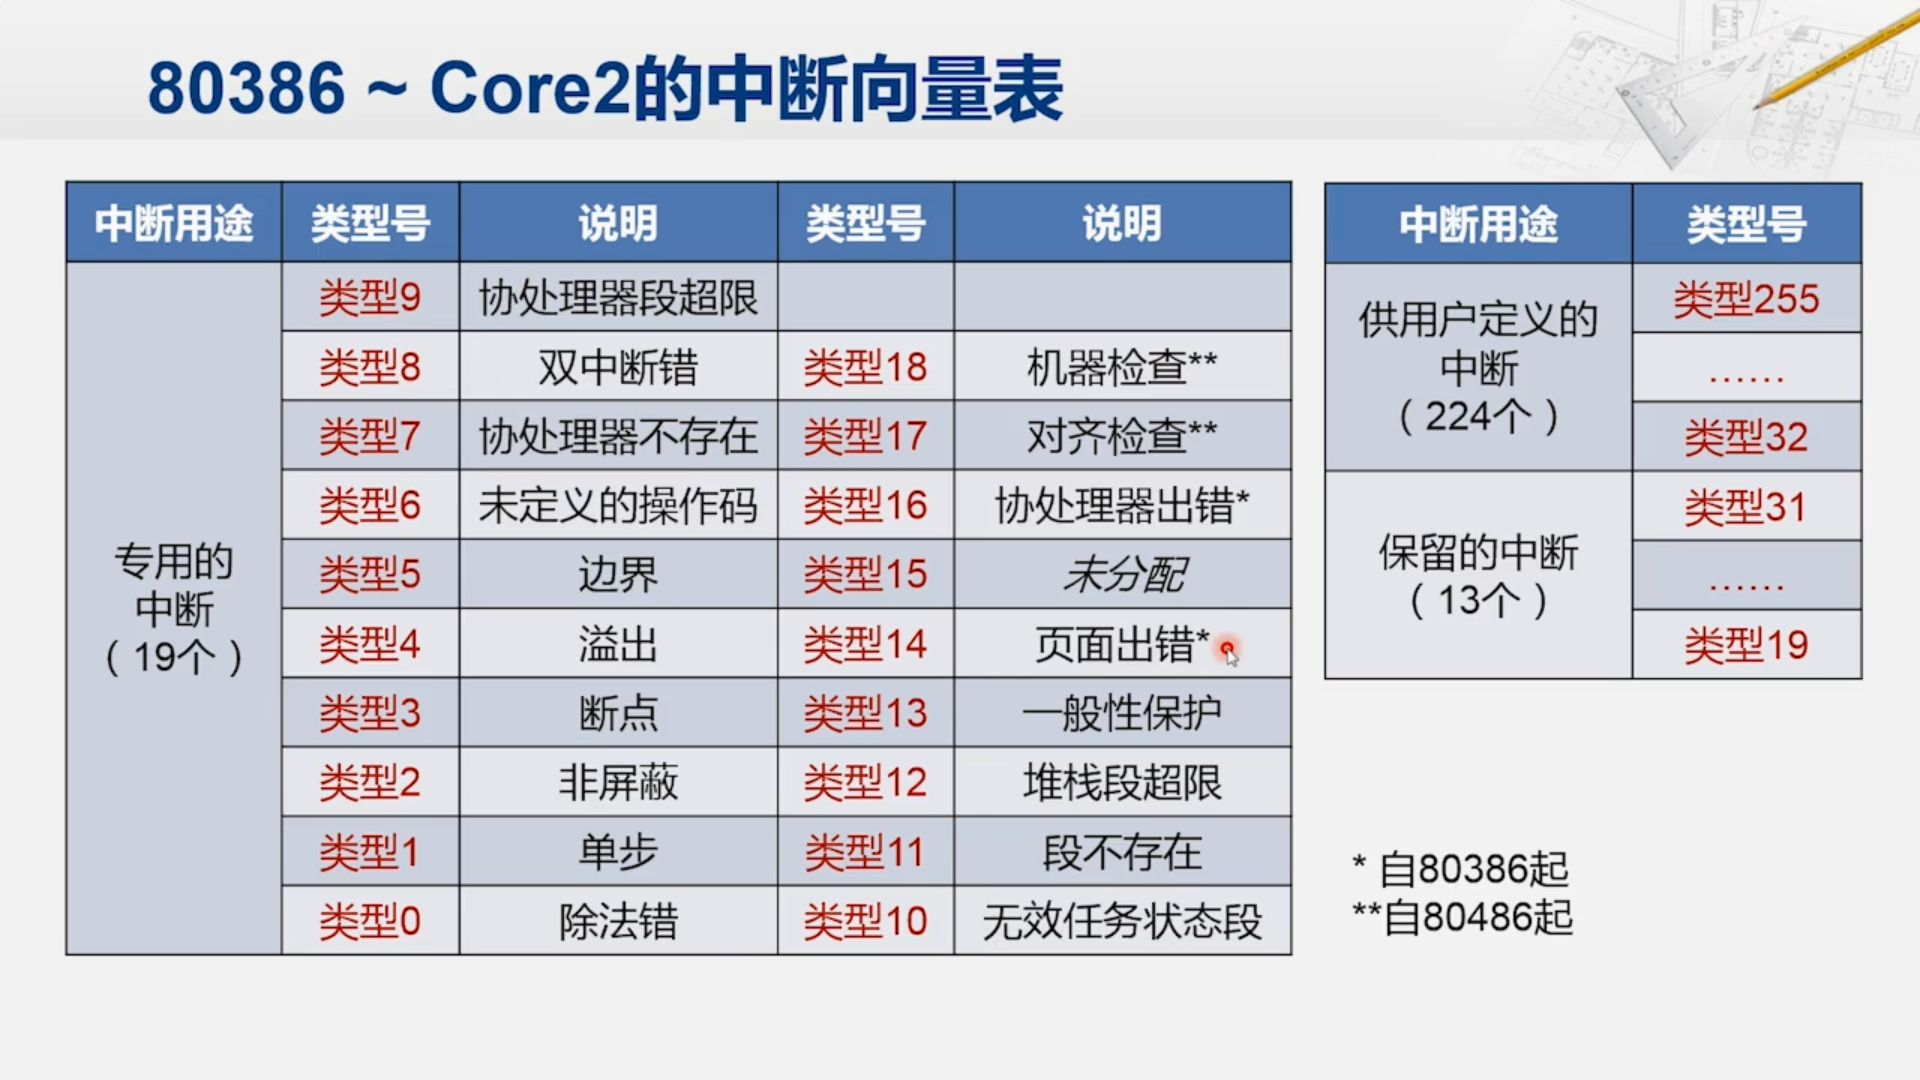 80386 ~ Core2的中断向量表
中断用途 类型号 说明 类型号 说明
专用的
中断
（19个）
类型9 协处理器段超限
类型8 双中断错 类型18 机器检查**
类型7 协处理器不存在 类型17 对齐检查**
类型6 未定义的操作码 类型16 协处理器出错*
类型5 边界 类型15 未分配
类型4 溢出 类型14 页面出错*
类型3 断点 类型13 一般性保护
类型2 非屏蔽 类型12 堆栈段超限
类型1 单步 类型11 段不存在
类型0 除法错 类型10 无效任务状态段
中断用途 类型号
供用户定义的
中断
（224个）
类型255
……
类型32
保留的中断
（13个）
类型31
……
类型19
* 自80386起
**自80486起